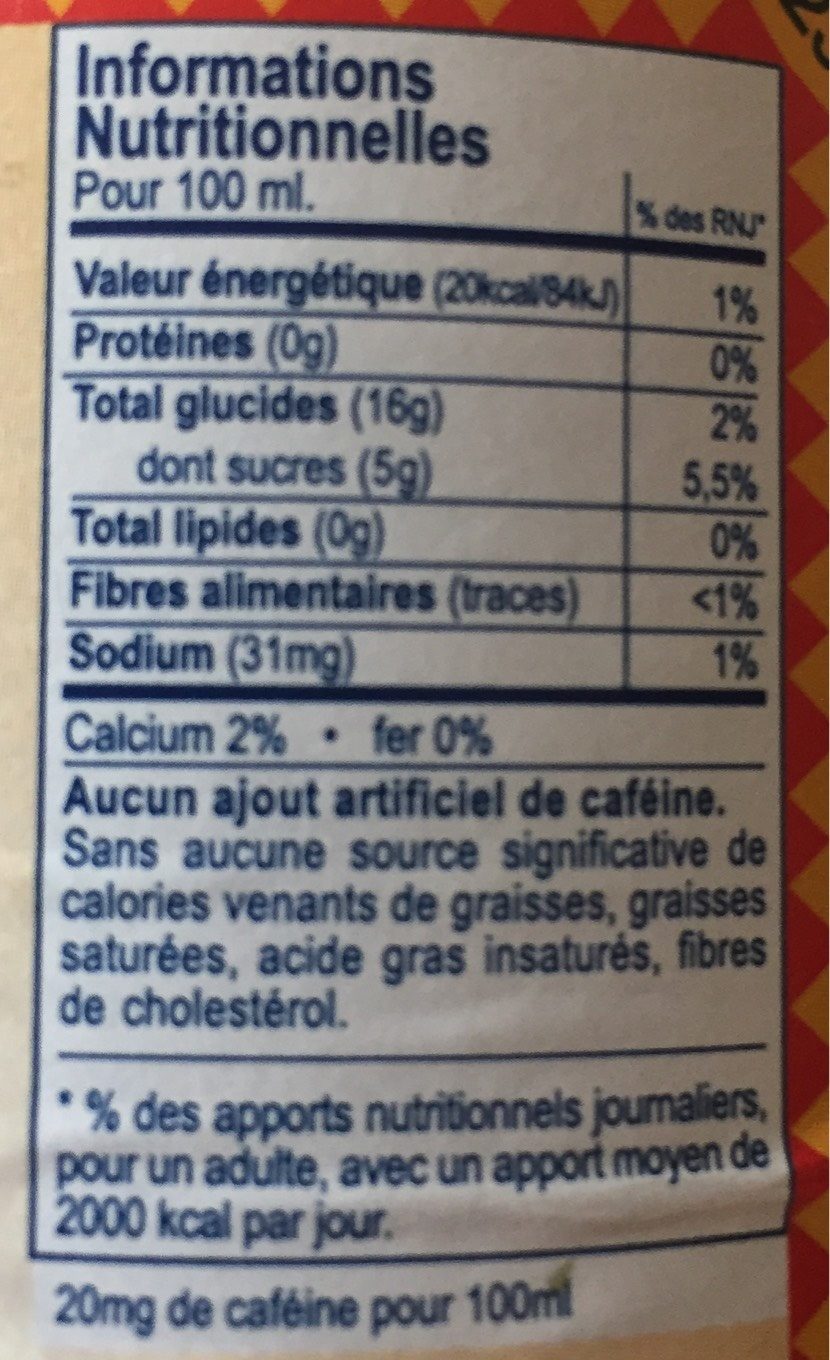 Informations
Nutritionnelles
Pour 100 ml.
% des RNJ*
Valeur énergétique (20kcal/84kJ) 1%
Protéines (0g) 0%
Total glucides (16g) 2%
dont sucres (5g) 5,5%
Total lipides (0g) 0%
Fibres alimentaires (traces) <1%
Sodium (31mg) 1%
Calcium 2% • fer 0%
Aucun ajout artificiel de caféine.
Sans aucune source significative de
calories venants de graisses, graisses
saturées, acide gras insaturés, fibres
de cholestérol.
* % des apports nutritionnels journaliers,
pour un adulte, avec un apport moyen de
2000 kcal par jour.
20mg de caféine pour 100ml